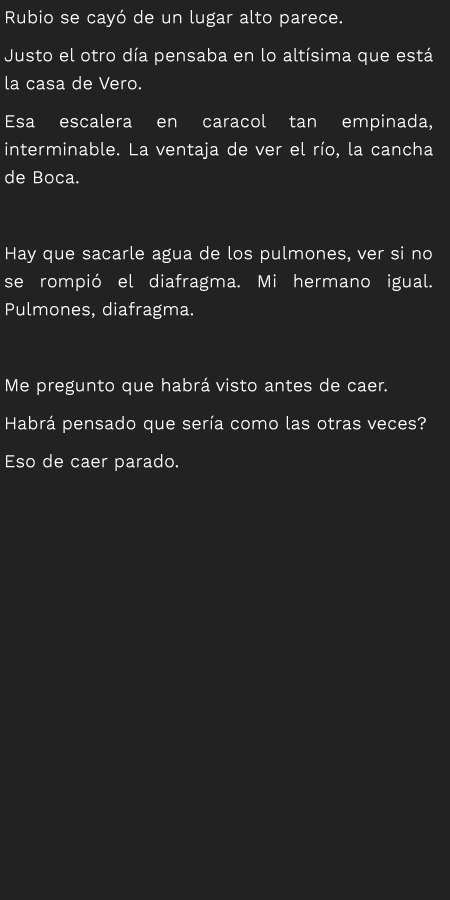 Rubio se cayó de un lugar alto parece.
Justo el otro día pensaba en lo altísima que está
la casa de Vero.
Esa escalera en caracol tan empinada,
interminable. La ventaja de ver el río, la cancha
de Boca.
Hay que sacarle agua de los pulmones, ver si no
se rompió el diafragma. Mi hermano igual.
Pulmones, diafragma.
Me pregunto que habrá visto antes de caer.
Habrá pensado que sería como las otras veces?
Eso de caer parado.